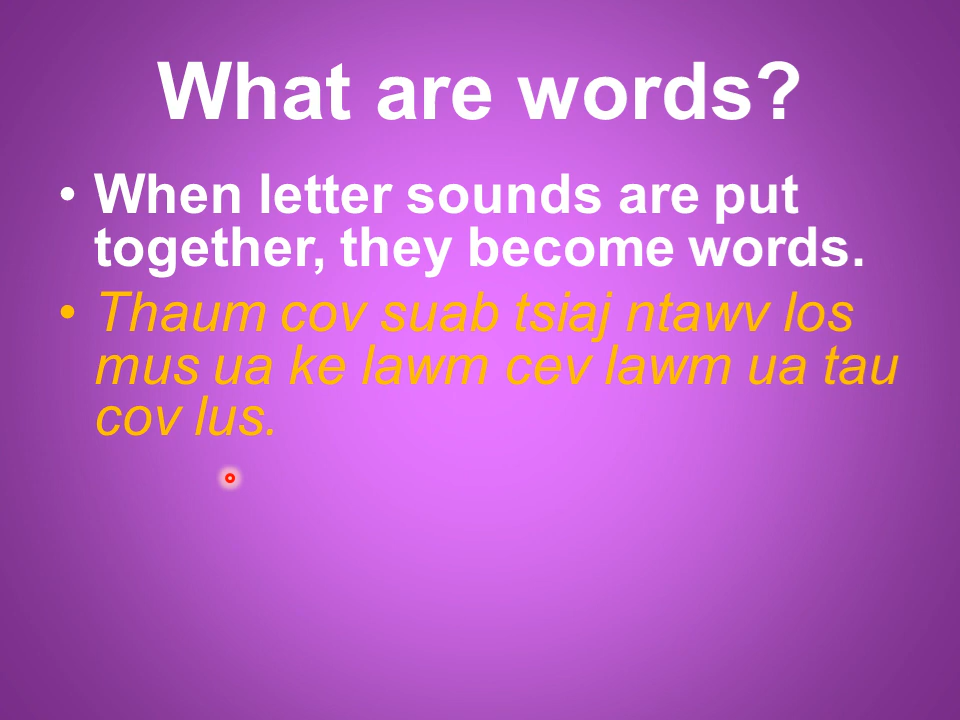 What are words?
• When letter sounds are put
together, they become words.
• Thaum cov suab tsiaj ntawv los
mus ua ke lawm cev lawm ua tau
cov lus.